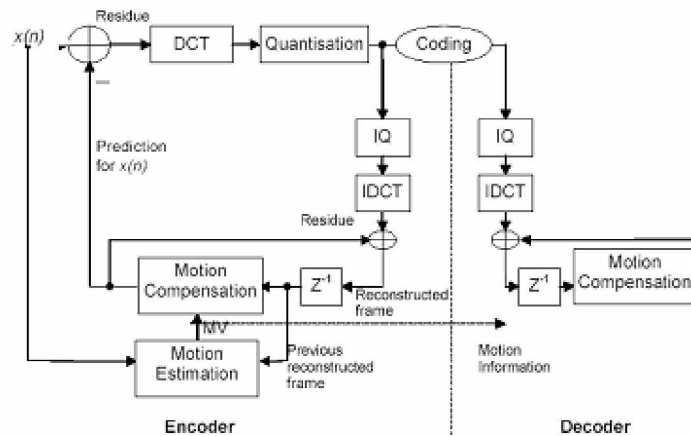 Residue
x(n)
DCT
Quantisation
Coding
IQ
IQ
Prediction
for x(n)
IDCT
IDCT
Residue
Motion
Compensation
Z⁻¹
Reconstructed
frame
Z⁻¹
Motion
Compensation
MV
Motion
Estimation
Previous
reconstructed
frame
Motion
Information
Encoder
Decoder